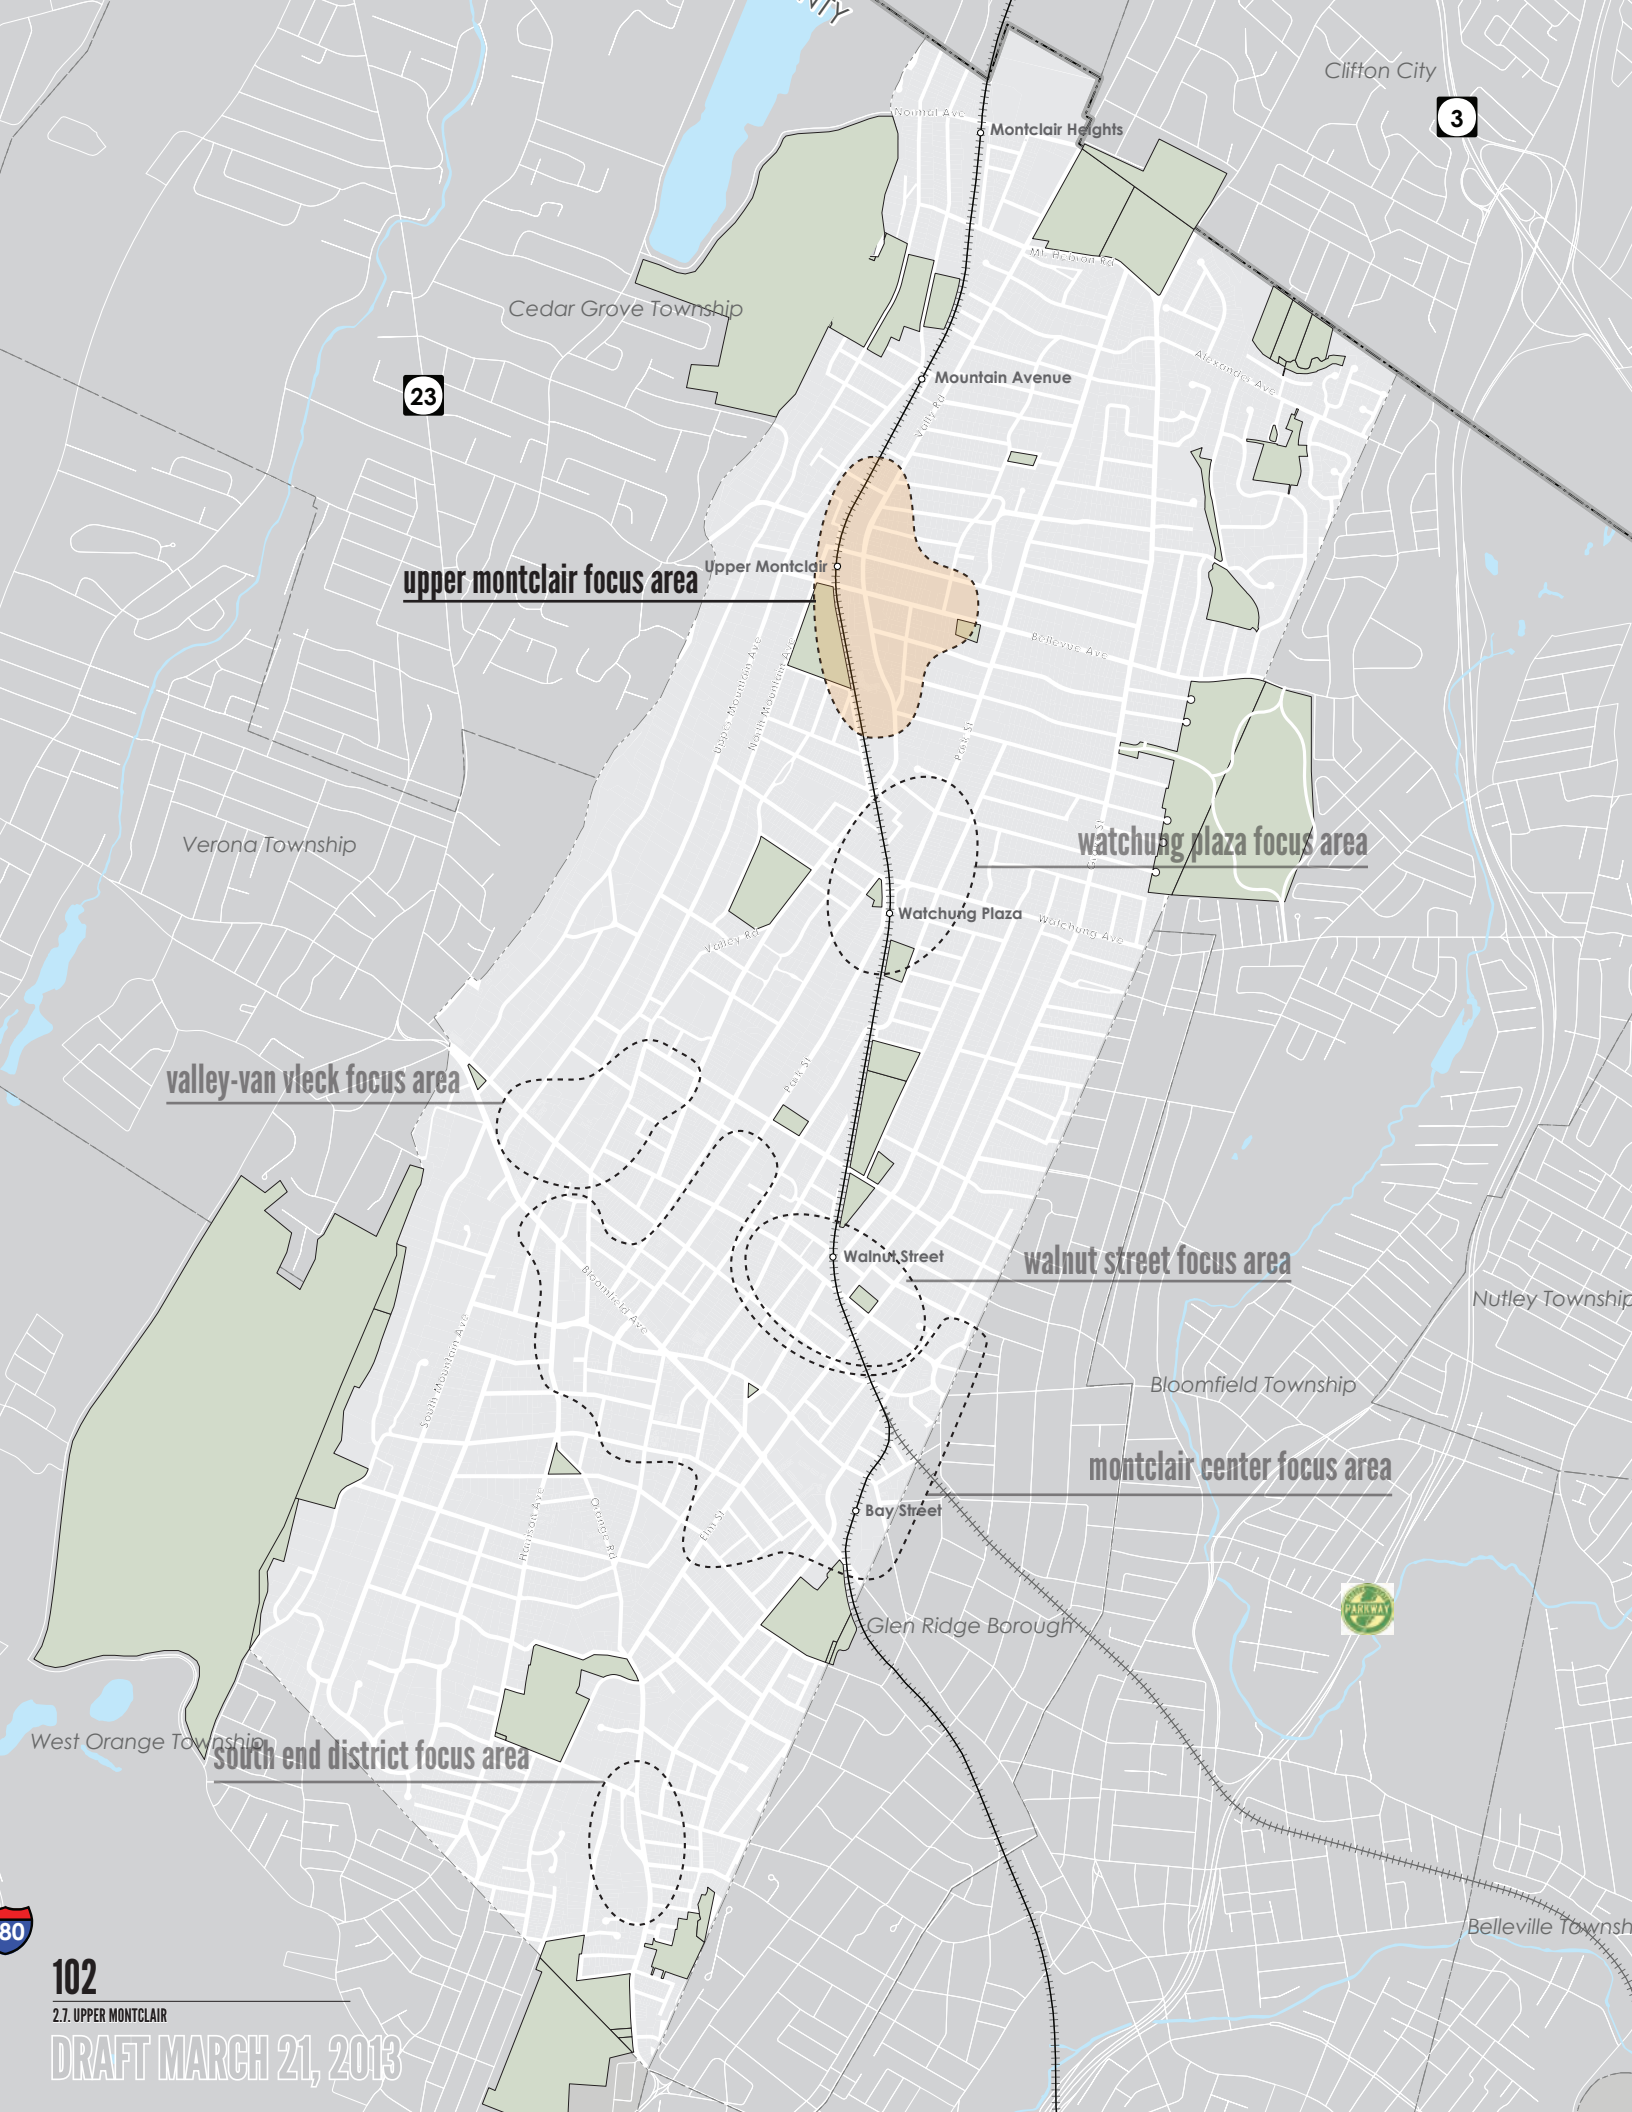 Clifton City
3
Normal Ave
Montclair Heights
Mt Hebron Rd
Cedar Grove Township
Alexander Ave
Mountain Avenue
23
Valley Rd
Upper Montclair
upper montclair focus area
Bellevue Ave
Upper Mountain Ave
North Mountain Ave
Park St
watchung plaza focus area
Verona Township
Watchung Plaza
Watchung Ave
Valley Rd
valley-van vleck focus area
Park St
Walnut Street
walnut street focus area
Bloomfield Ave
Nutley Township
South Mountain Ave
Bloomfield Township
montclair center focus area
Harrison Ave
Orange Rd
Elm St
Bay Street
PARKWAY
Glen Ridge Borough
West Orange Township
south end district focus area
80
Belleville Townsh
102
2.7. UPPER MONTCLAIR
DRAFT MARCH 21, 2013